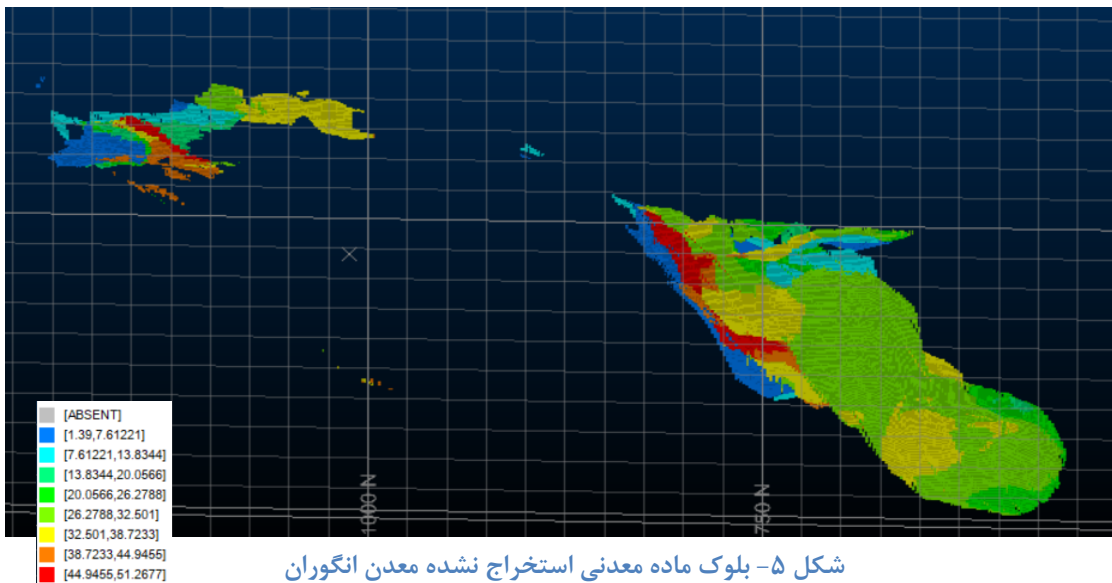 1000 N
750 N
[ABSENT]
[1.39,7.61221]
[7.61221,13.8344]
[13.8344,20.0566]
[20.0566,26.2788]
[26.2788,32.501]
[32.501,38.7233]
[38.7233,44.9455]
[44.9455,51.2677]
شکل ۵- بلوک ماده معدنی استخراج نشده معدن انگوران